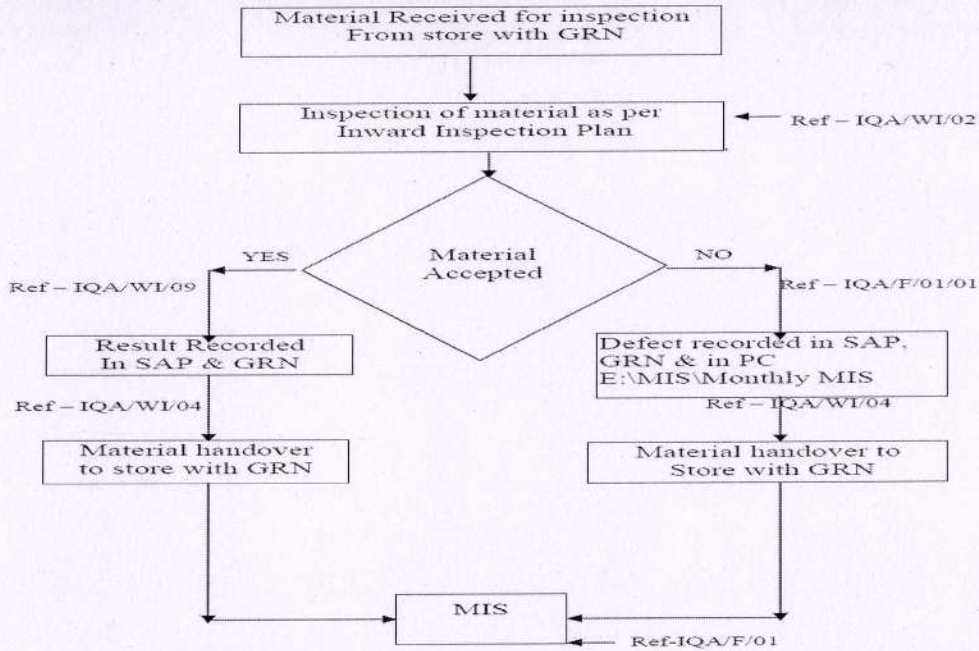 Material Received for inspection
From store with GRN
Inspection of material as per
Inward Inspection Plan
Ref – IQA/WI/02
Material
Accepted
YES
NO
Ref – IQA/WI/09
Ref – IQA/F/01/01
Result Recorded
In SAP & GRN
Defect recorded in SAP,
GRN & in PC
E:\MIS\Monthly MIS
Ref – IQA/WI/04
Ref – IQA/WI/04
Material handover
to store with GRN
Material handover to
Store with GRN
MIS
Ref-IQA/F/01